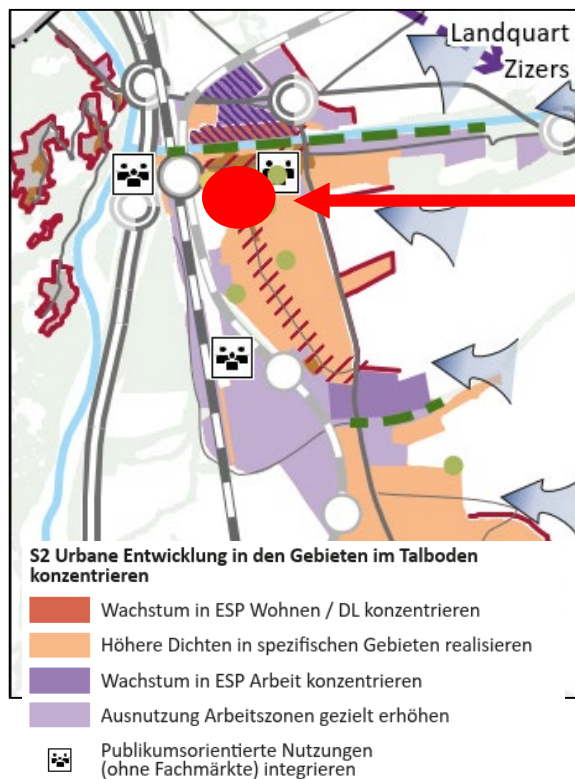 Landquart
Zizers
S2 Urbane Entwicklung in den Gebieten im Talboden
konzentrieren
Wachstum in ESP Wohnen / DL konzentrieren
Höhere Dichten in spezifischen Gebieten realisieren
Wachstum in ESP Arbeit konzentrieren
Ausnutzung Arbeitszonen gezielt erhöhen
Publikumsorientierte Nutzungen
(ohne Fachmärkte) integrieren